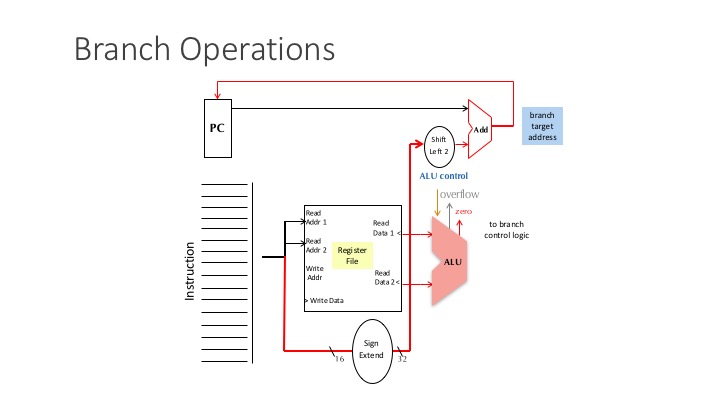 Branch Operations
PC
Add
branch
target
address
Shift
Left 2
ALU control
overflow
zero
to branch
control logic
Instruction
Read
Addr 1
Read
Addr 2
Write
Addr
Write Data
Register
File
Read
Data 1
Read
Data 2
ALU
Sign
Extend
16
32